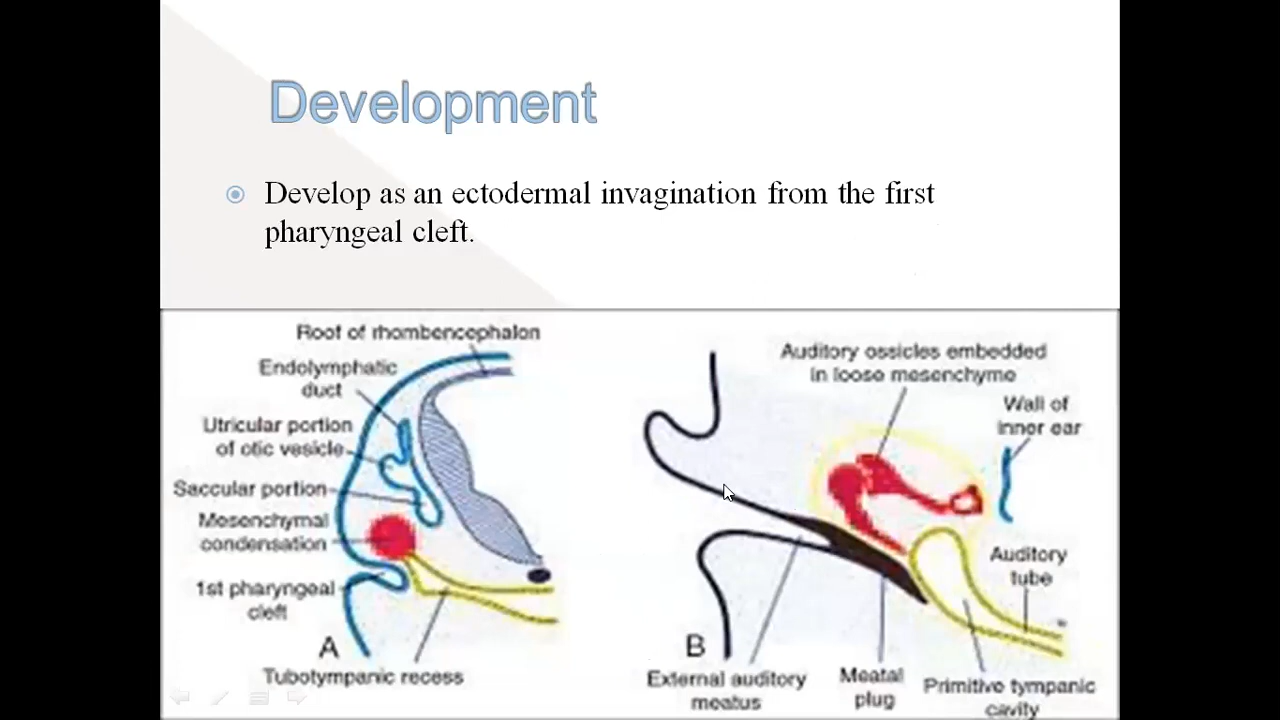 Development
Develop as an ectodermal invagination from the first
pharyngeal cleft.
Roof of rhombencephalon
Endolymphatic
duct
Utricular portion
of otic vesicle
Saccular portion
Mesenchymal
condensation
1st pharyngeal
cleft
A
Tubotympanic recess
Auditory ossicles embedded
in loose mesenchyme
Wall of
inner ear
Auditory
tube
B
External auditory
meatus
Meatal
plug
Primitive tympanic
cavity